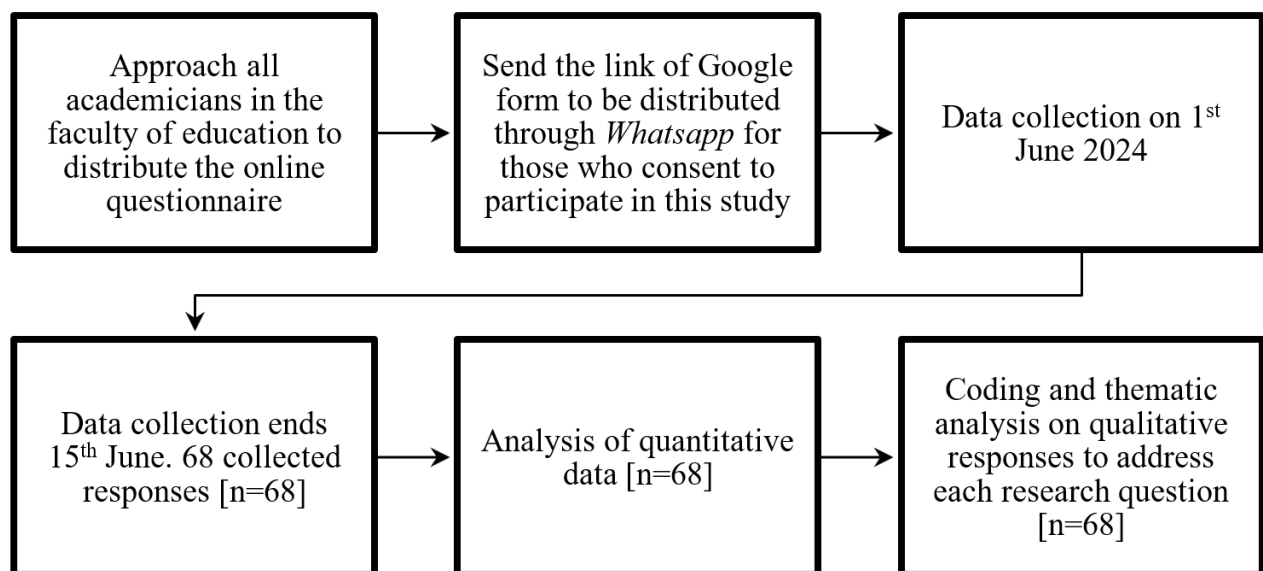 Approach all
academicians in the
faculty of education to
distribute the online
questionnaire
Send the link of Google
form to be distributed
through Whatsapp for
those who consent to
participate in this study
Data collection on 1st
June 2024
Data collection ends
15th June. 68 collected
responses [n=68]
Analysis of quantitative
data [n=68]
Coding and thematic
analysis on qualitative
responses to address
each research question
[n=68]